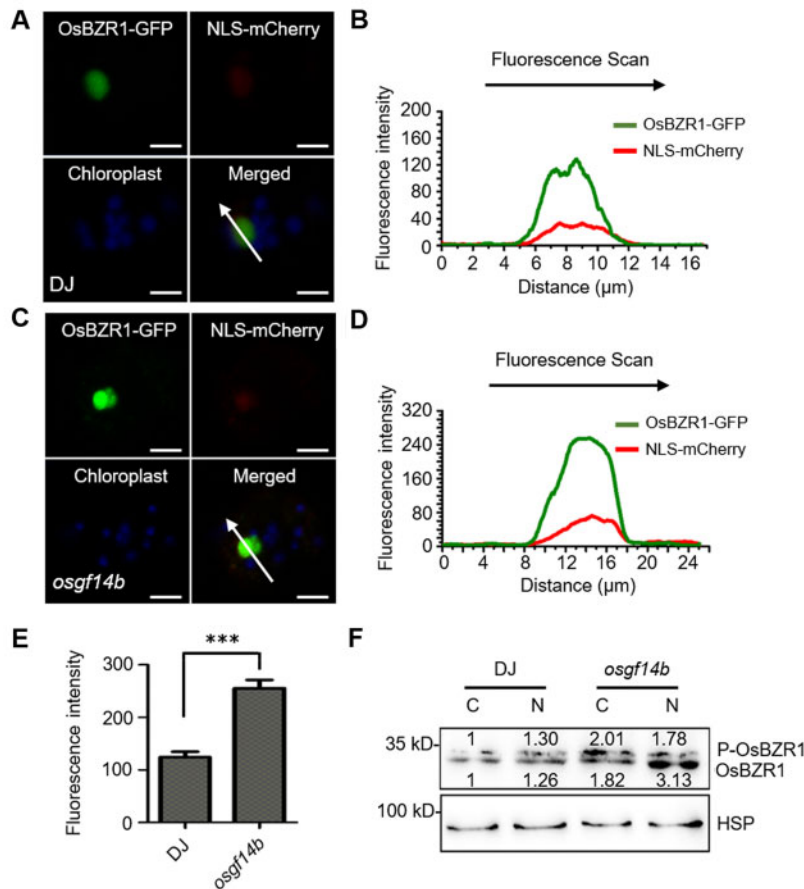 A
OsBZR1-GFP NLS-mCherry
Chloroplast Merged
DJ
B
Fluorescence Scan
OsBZR1-GFP
NLS-mCherry
Fluorescence intensity
200
160
120
80
40
0
0 2 4 6 8 10 12 14 16
Distance (µm)
C
OsBZR1-GFP NLS-mCherry
Chloroplast Merged
osgf14b
D
Fluorescence Scan
OsBZR1-GFP
NLS-mCherry
Fluorescence intensity
320
240
160
80
0
0 4 8 12 16 20 24
Distance (µm)
E
***
Fluorescence intensity
300
200
100
0
DJ
osgf14b
F
DJ osgf14b
C N C N
35 kD
1 1.30 2.01 1.78
P-OsBZR1
OsBZR1
1 1.26 1.82 3.13
100 kD
HSP